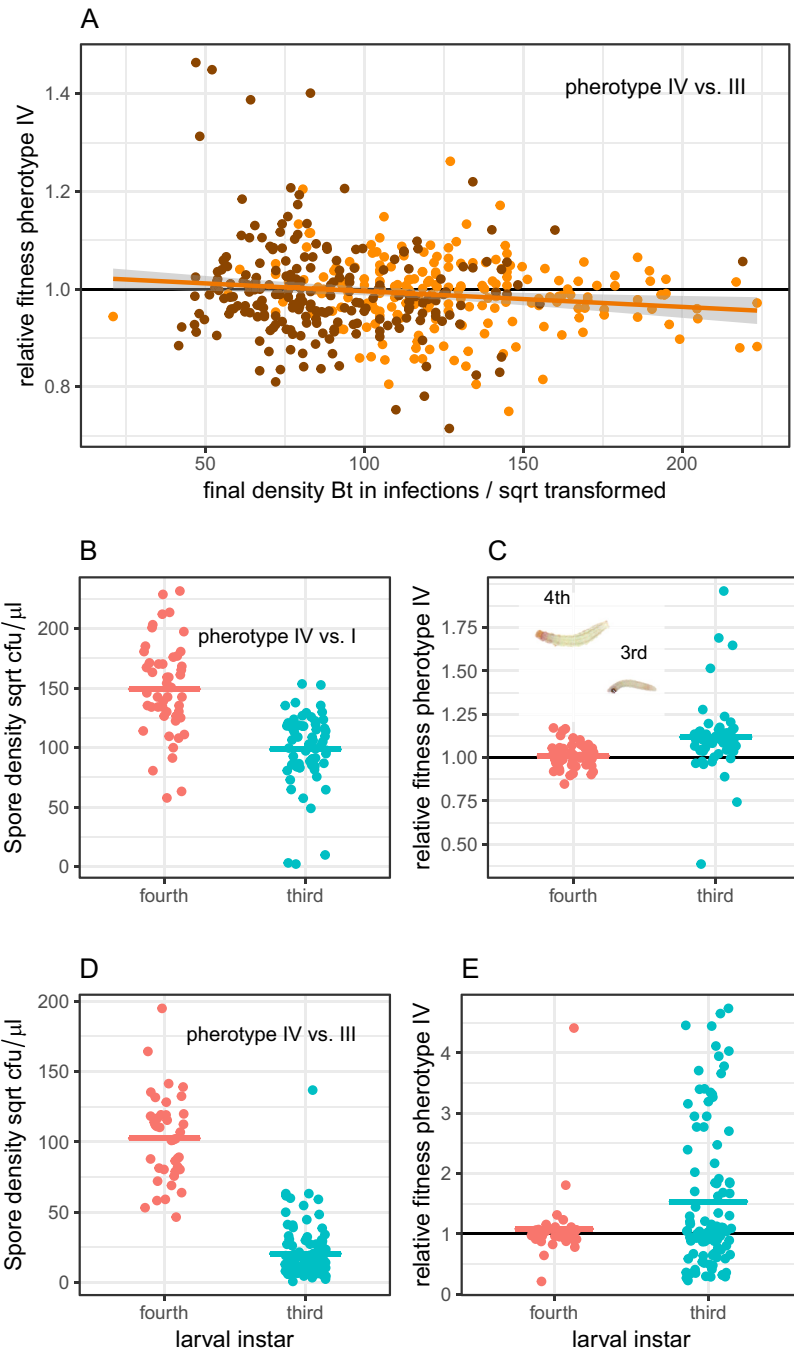 A
relative fitness pherotype IV
pherotype IV vs. III
1.4
1.2
1.0
0.8
50 100 150 200
final density Bt in infections / sqrt transformed
B
Spore density sqrt cfu/μl
pherotype IV vs. I
200
150
100
50
0
fourth third
C
relative fitness pherotype IV
4th
3rd
1.75
1.50
1.25
1.00
0.75
0.50
fourth third
D
Spore density sqrt cfu/μl
pherotype IV vs. III
200
150
100
50
0
fourth third
larval instar
E
relative fitness pherotype IV
4
3
2
1
0
fourth third
larval instar